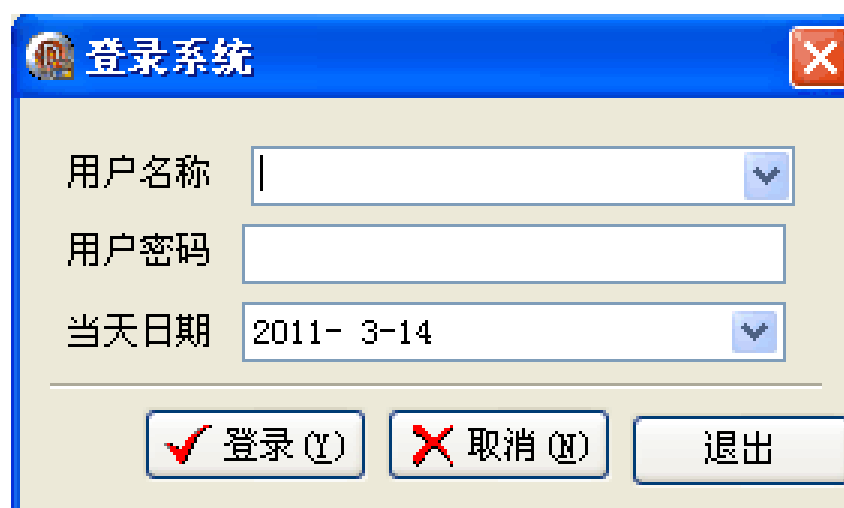 登录系统
用户名称
用户密码
当天日期 2011- 3-14
登录(Y) 取消(N) 退出